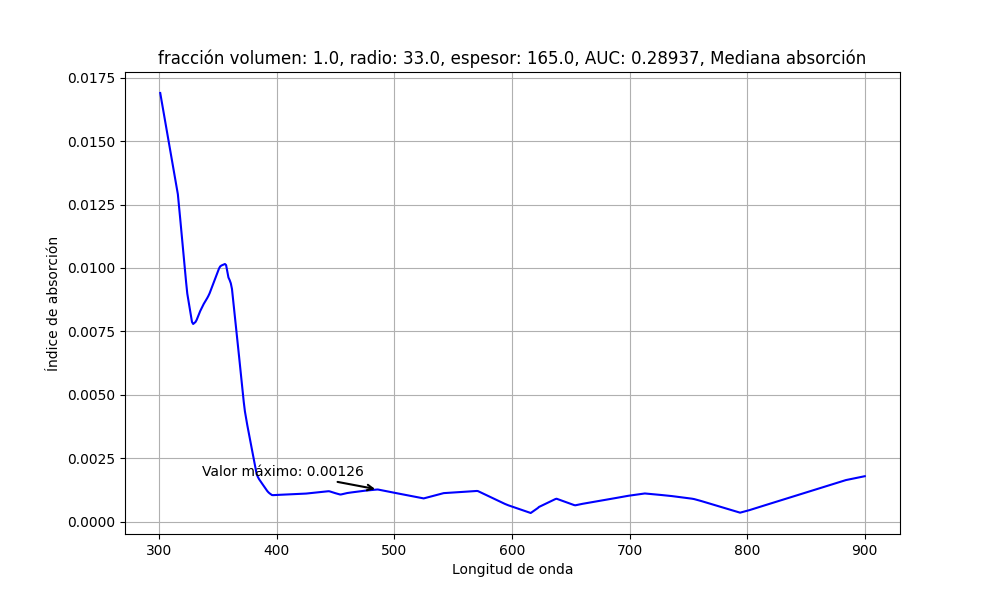 fracción volumen: 1.0, radio: 33.0, espesor: 165.0, AUC: 0.28937, Mediana absorción
0.0175
0.0150
0.0125
0.0100
0.0075
0.0050
0.0025
0.0000
Índice de absorción
Valor máximo: 0.00126
300 400 500 600 700 800 900
Longitud de onda